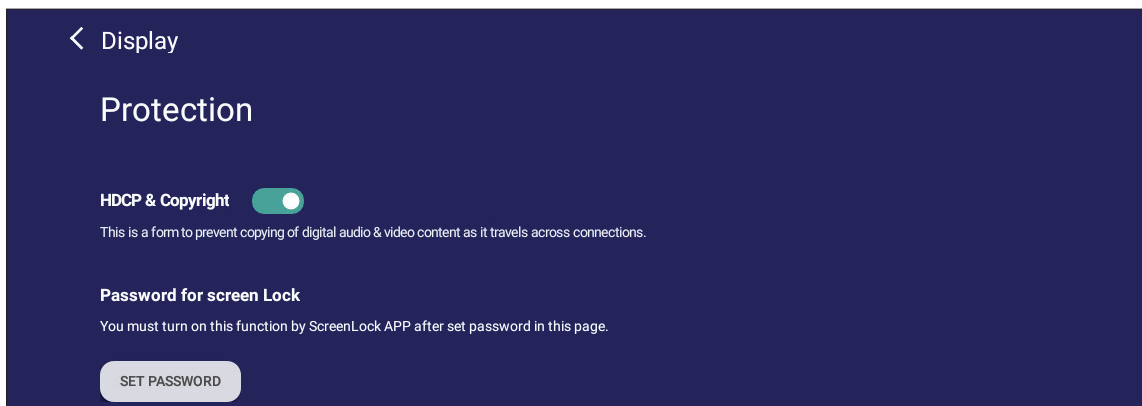 Display
Protection
HDCP & Copyright
This is a form to prevent copying of digital audio & video content as it travels across connections.
Password for screen Lock
You must turn on this function by ScreenLock APP after set password in this page.
SET PASSWORD